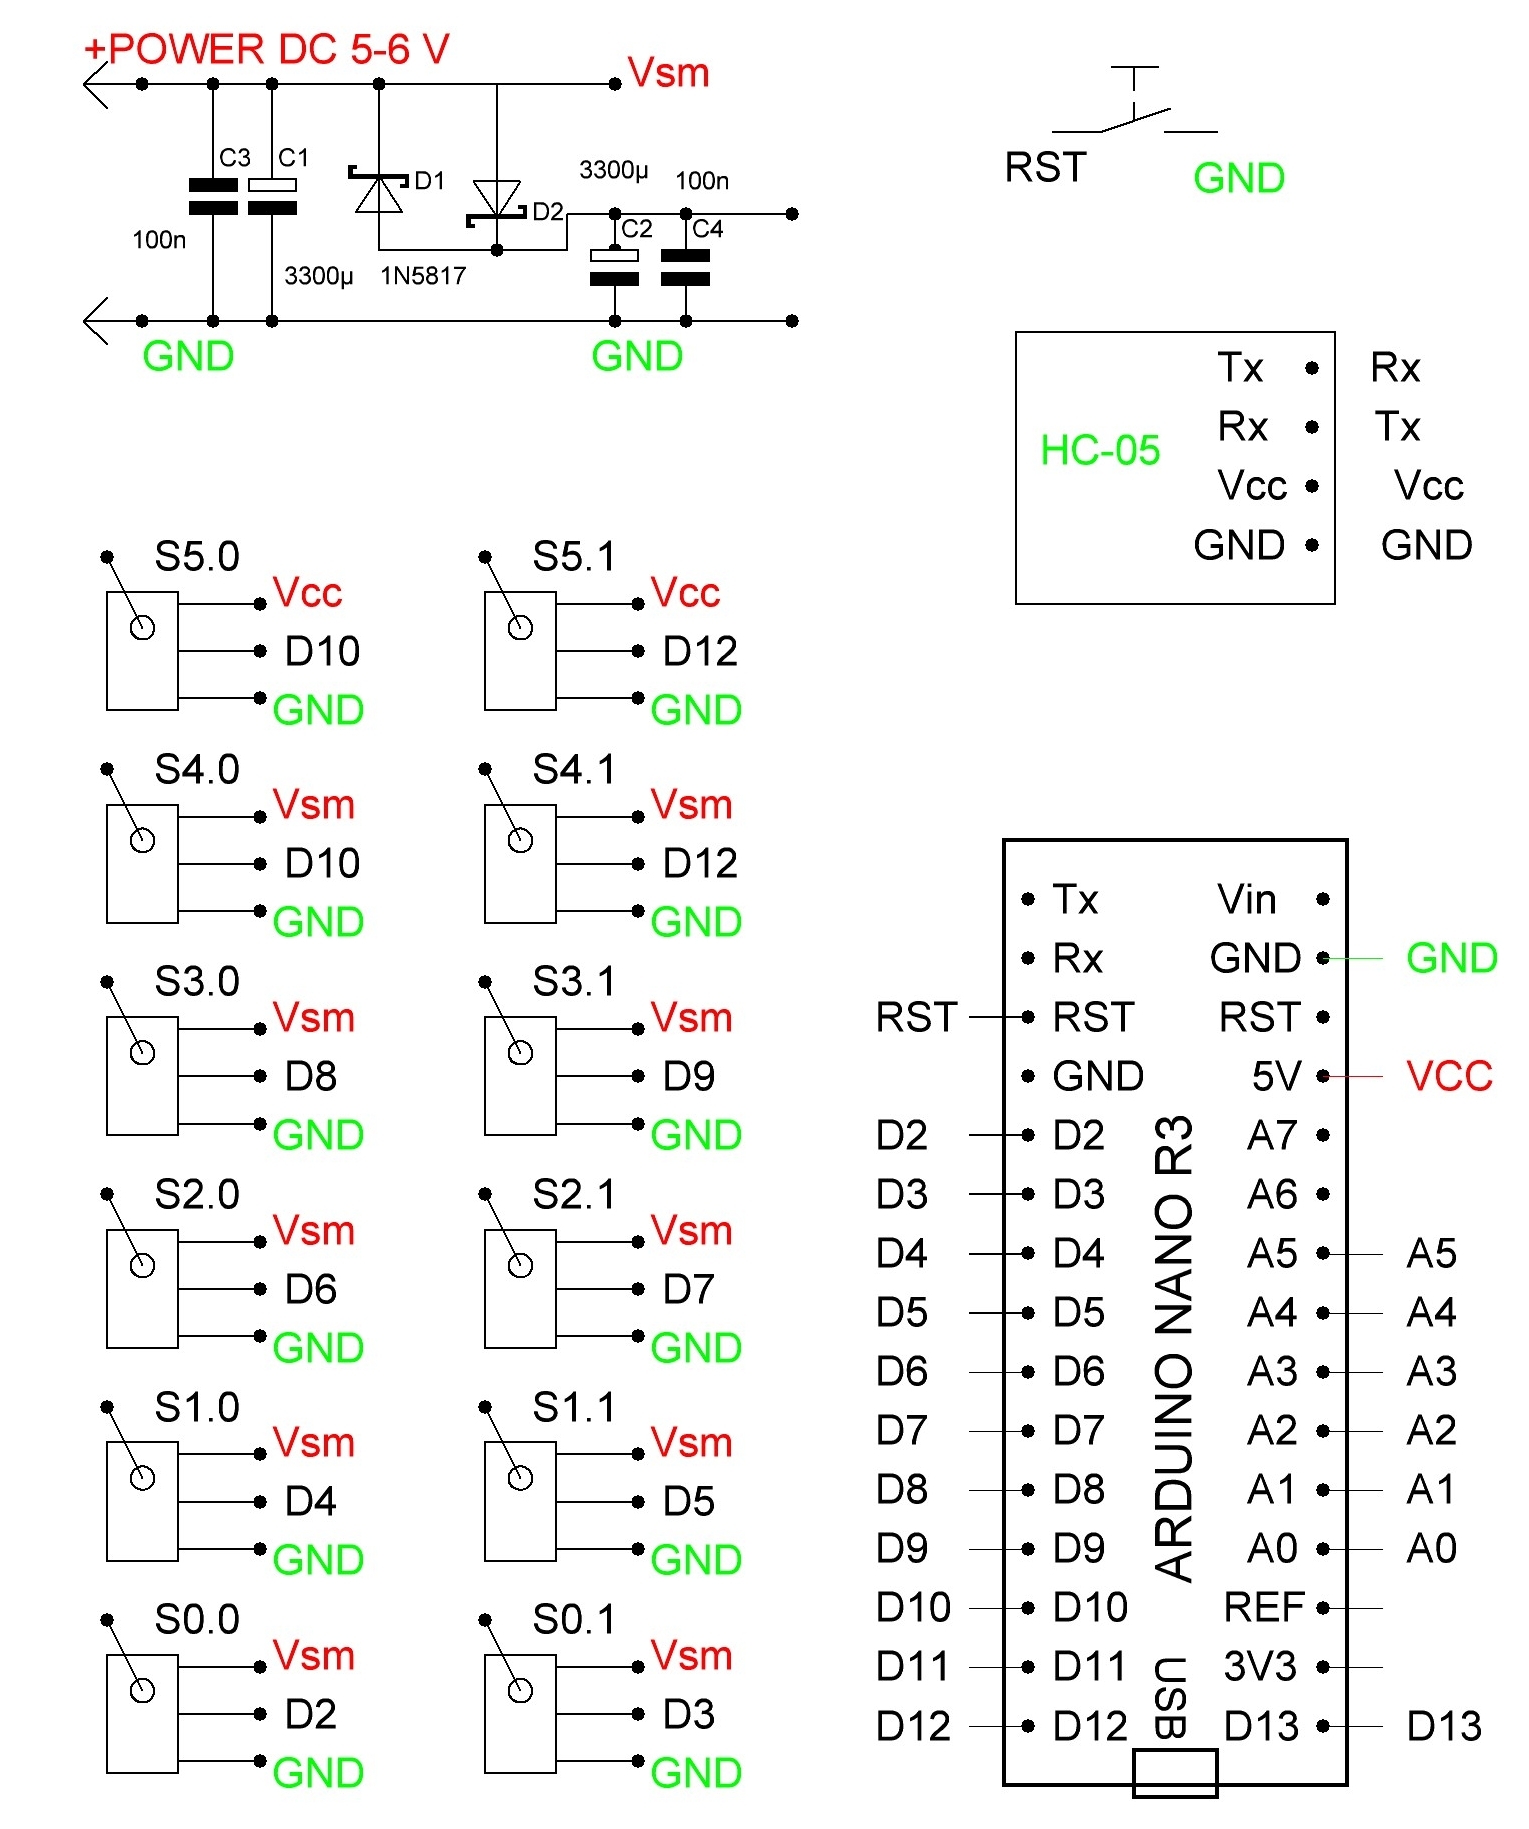 +POWER DC 5-6 V
Vsm
C3
C1
100n
3300µ
D1
1N5817
D2
3300µ
100n
C2
C4
GND
GND
RST
GND
HC-05
Tx
Rx
Rx
Tx
Vcc
Vcc
GND
GND
S5.0
Vcc
D10
GND
S5.1
Vcc
D12
GND
S4.0
Vsm
D10
GND
S4.1
Vsm
D12
GND
S3.0
Vsm
D8
GND
S3.1
Vsm
D9
GND
S2.0
Vsm
D6
GND
S2.1
Vsm
D7
GND
S1.0
Vsm
D4
GND
S1.1
Vsm
D5
GND
S0.0
Vsm
D2
GND
S0.1
Vsm
D3
GND
Tx Vin
Rx GND GND
RST RST RST
GND 5V VCC
D2 D2 A7
D3 D3 A6
D4 D4 A5 A5
D5 D5 A4 A4
D6 D6 A3 A3
D7 D7 A2 A2
D8 D8 A1 A1
D9 D9 A0 A0
D10 D10 REF
D11 D11 3V3
D12 D12 D13 D13
ARDUINO NANO R3
USB